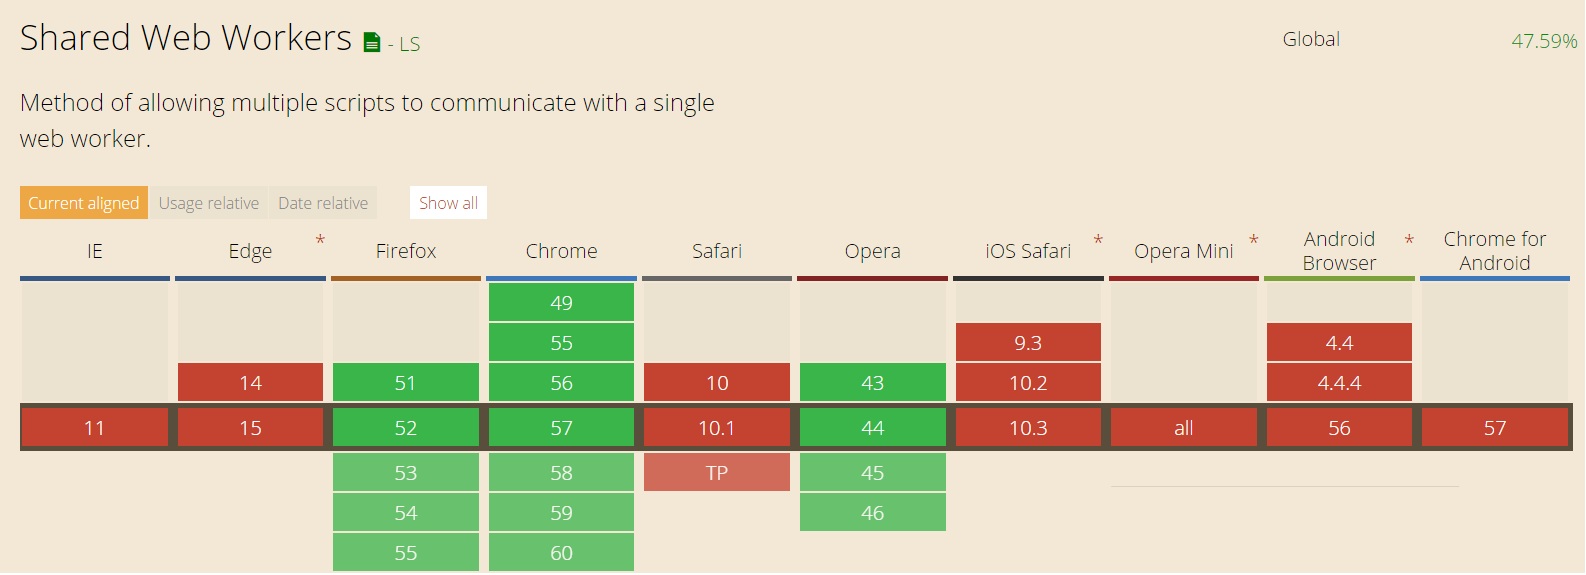 Shared Web Workers - LS
Global 47.59%
Method of allowing multiple scripts to communicate with a single
web worker.
Current aligned Usage relative Date relative Show all
IE Edge * Firefox Chrome Safari Opera iOS Safari * Opera Mini * Android Browser * Chrome for Android
49
55 9.3 4.4
14 51 56 10 43 10.2 4.4.4
11 15 52 57 10.1 44 10.3 all 56 57
53 58 TP 45
54 59 46
55 60